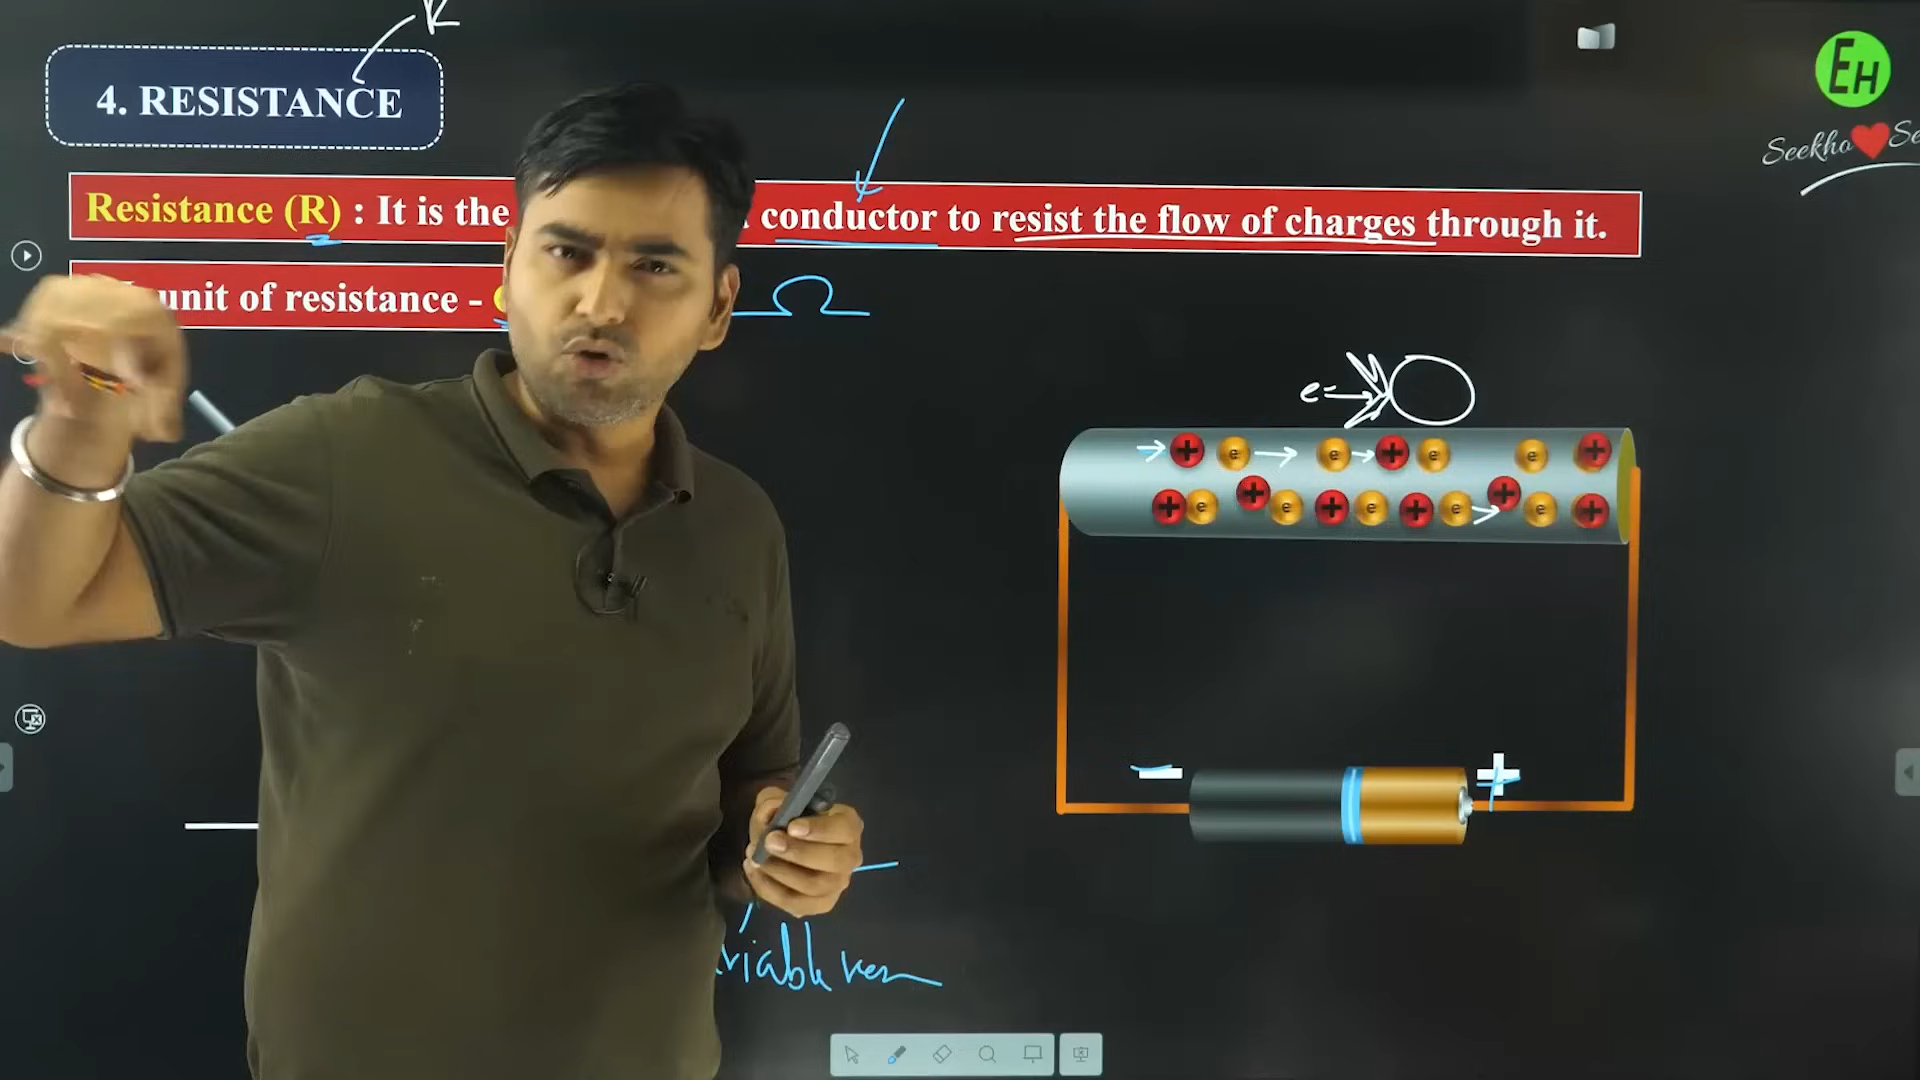 R
4. RESISTANCE
EH
Seekho
Resistance (R) : It is the conductor to resist the flow of charges through it.
unit of resistance -
Ω
e-
+ e e + e e +
+ e + e + e + e + e +
- +